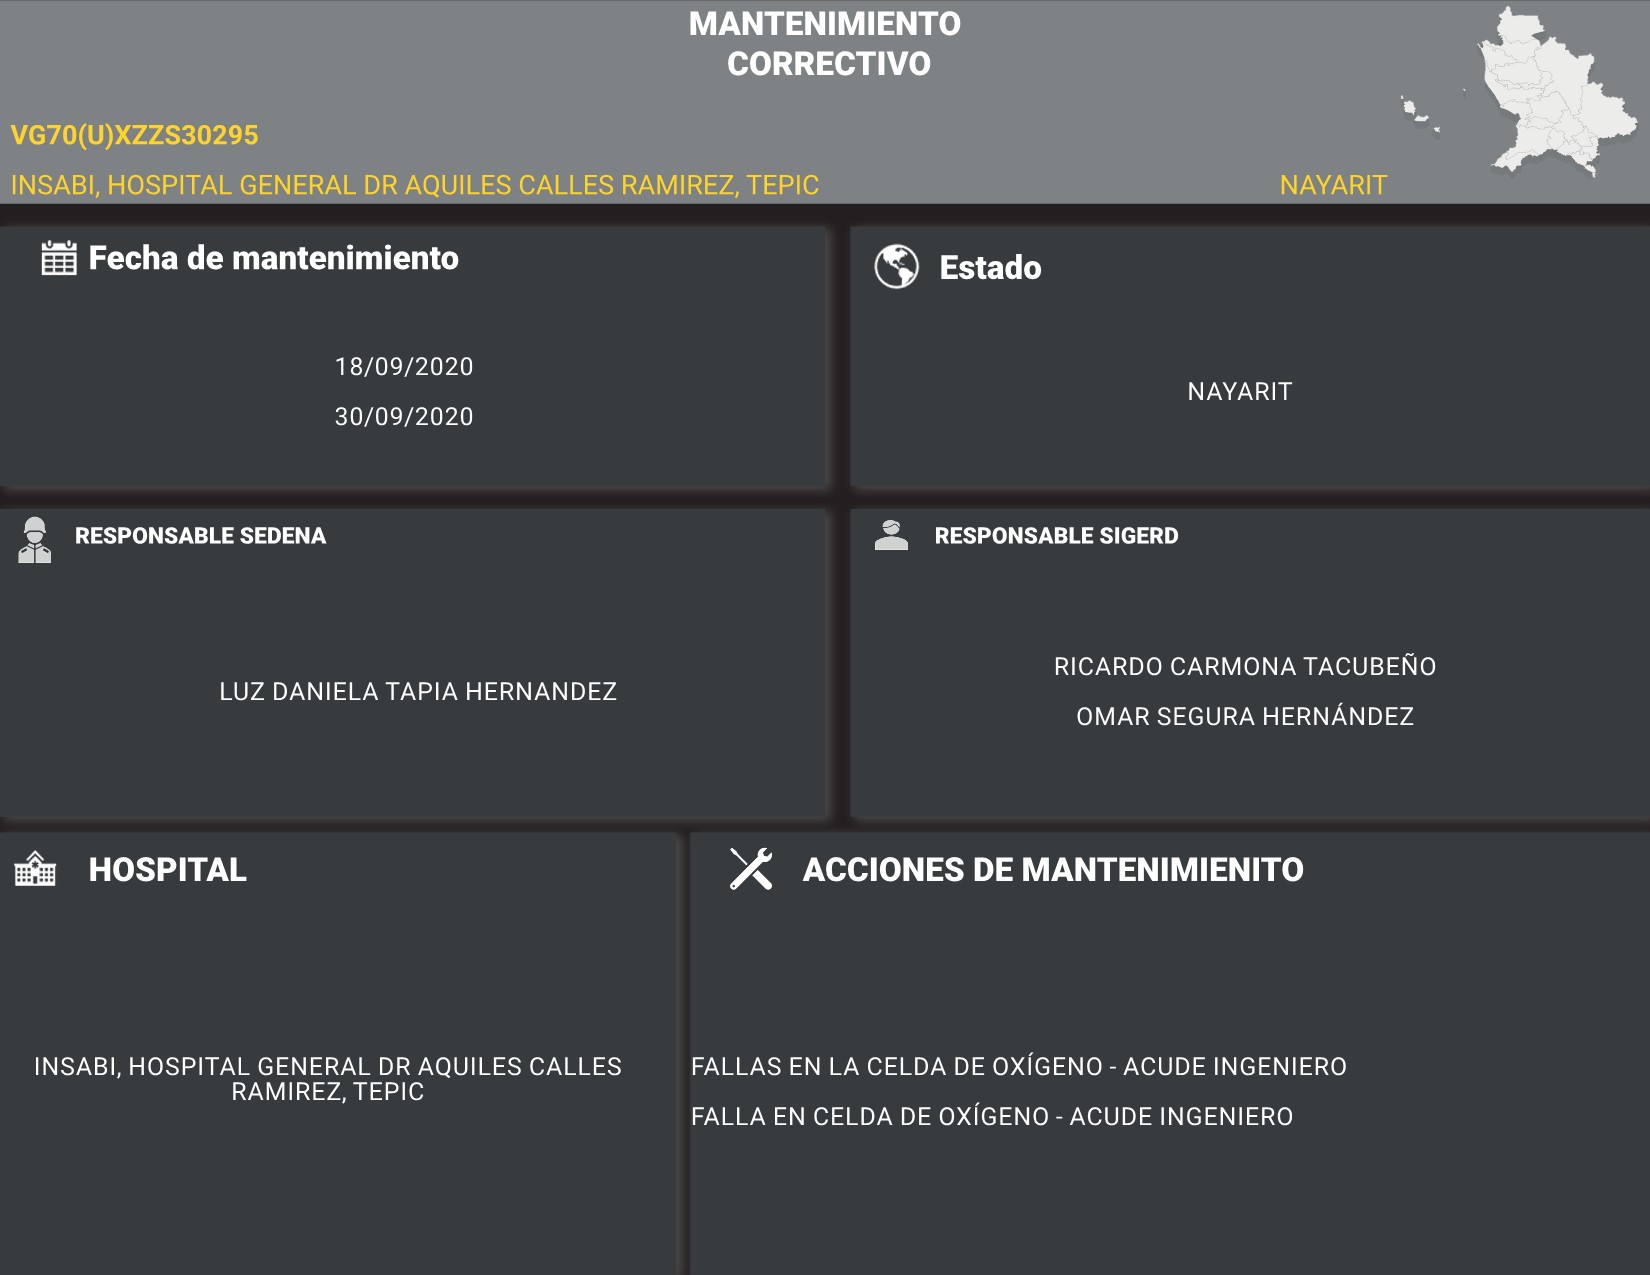 MANTENIMIENTO
CORRECTIVO
VG70(U)XZZS30295
INSABI, HOSPITAL GENERAL DR AQUILES CALLES RAMIREZ, TEPIC
NAYARIT
Fecha de mantenimiento
18/09/2020
30/09/2020
Estado
NAYARIT
RESPONSABLE SEDENA
LUZ DANIELA TAPIA HERNANDEZ
RESPONSABLE SIGERD
RICARDO CARMONA TACUBEÑO
OMAR SEGURA HERNÁNDEZ
HOSPITAL
INSABI, HOSPITAL GENERAL DR AQUILES CALLES
RAMIREZ, TEPIC
ACCIONES DE MANTENIMIENITO
FALLAS EN LA CELDA DE OXÍGENO - ACUDE INGENIERO
FALLA EN CELDA DE OXÍGENO - ACUDE INGENIERO